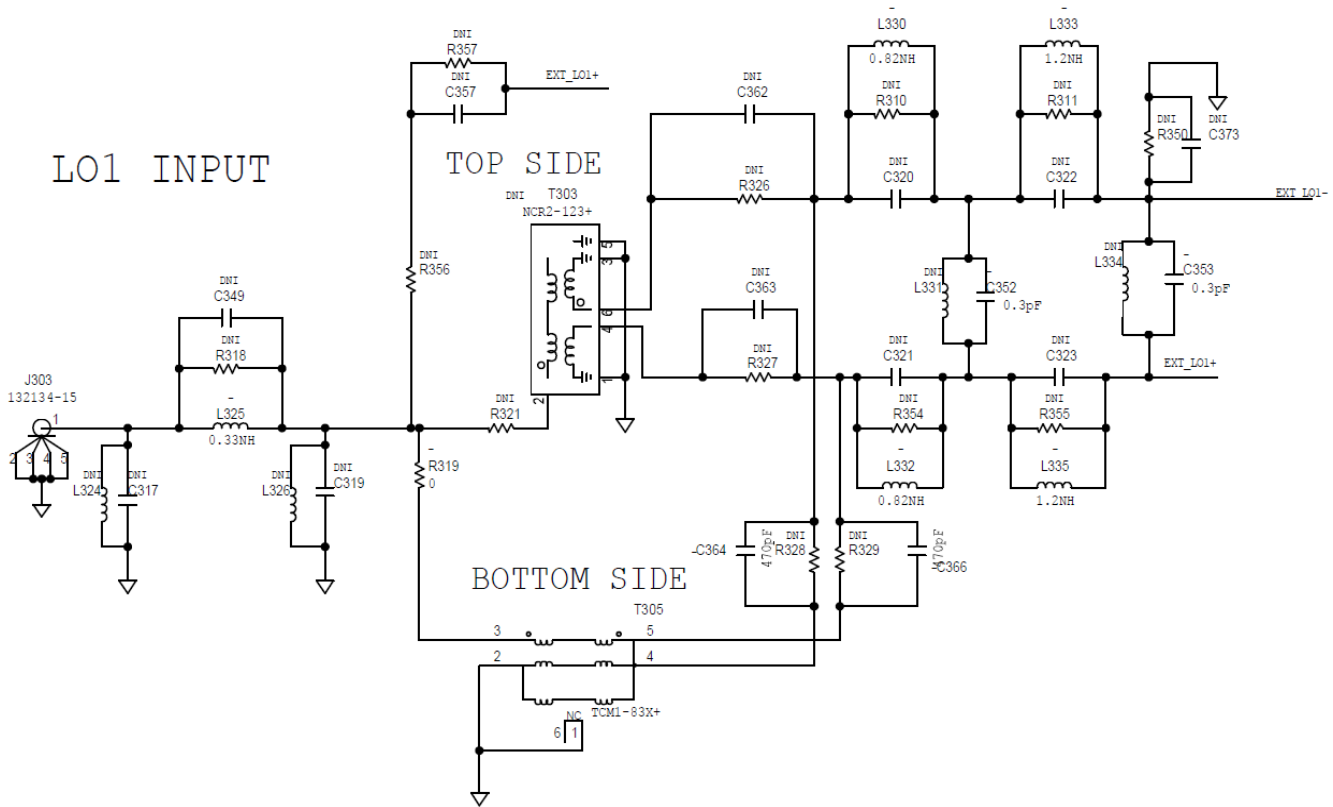 -
L330
0.82NH
DNI
R310
DNI
C320
-
L333
1.2NH
DNI
R311
DNI
C322
DNI
R357
DNI
C357
EXT_LO1+
DNI
C362
DNI
R326
DNI
R350
DNI
C373
EXT_LO1-
LO1 INPUT
TOP SIDE
DNI
T303
NCR2-123+
5
3
6
4
1
2
DNI
R356
DNI
C349
DNI
R318
-
L325
0.33NH
J303
132134-15
1
2
3
4
5
DNI
L324
DNI
C317
DNI
L326
DNI
C319
DNI
R321
-
R319
0
DNI
C363
DNI
R327
DNI
L331
-
C352
0.3pF
DNI
L334
-
C353
0.3pF
EXT_LO1+
DNI
C321
DNI
R354
-
L332
0.82NH
DNI
C323
DNI
R355
-
L335
1.2NH
-C364
470pF
DNI
R328
DNI
R329
470pF
C366
BOTTOM SIDE
T305
3
5
2
4
TCM1-83X+
NC
6
1